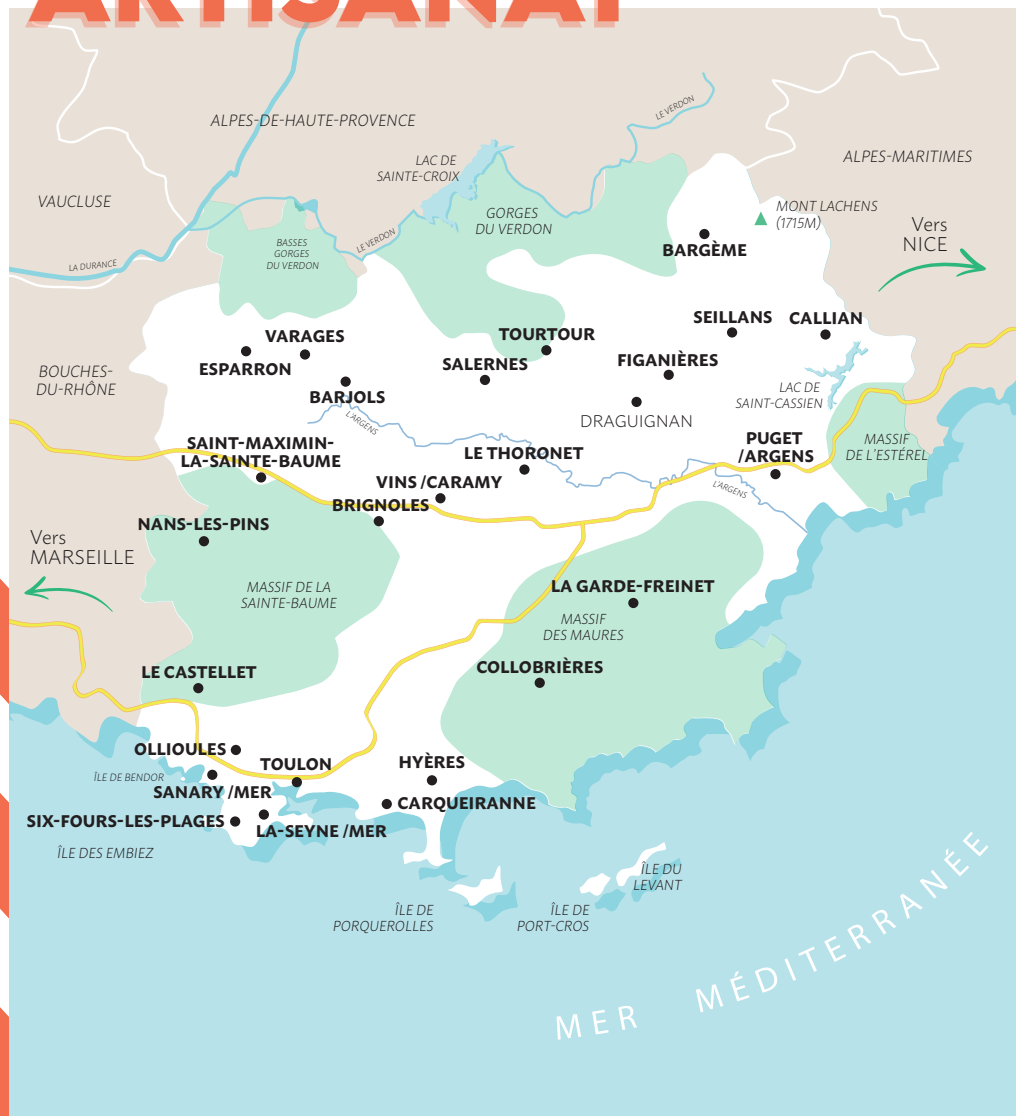 ARTISANAT
ALPES-DE-HAUTE-PROVENCE
LE VERDON
LAC DE
SAINTE-CROIX
ALPES-MARITIMES
VAUCLUSE
MONT LACHENS
(1715M)
GORGES
DU VERDON
Vers
NICE
BASSES
GORGES
DU VERDON
LE VERDON
BARGÈME
LA DURANCE
SEILLANS
CALLIAN
VARAGES
TOURTOUR
ESPARRON
SALERNES
FIGANIÈRES
BOUCHES-
DU-RHÔNE
BARJOLS
LAC DE
SAINT-CASSIEN
L'ARGENS
DRAGUIGNAN
SAINT-MAXIMIN-
LA-SAINTE-BAUME
LE THORONET
PUGET
/ARGENS
MASSIF
DE L'ESTÉREL
VINS /CARAMY
L'ARGENS
BRIGNOLES
NANS-LES-PINS
Vers
MARSEILLE
MASSIF DE LA
SAINTE-BAUME
LA GARDE-FREINET
MASSIF
DES MAURES
LE CASTELLET
COLLOBRIÈRES
OLLIOULES
TOULON
HYÈRES
ÎLE DE BENDOR
SANARY /MER
CARQUEIRANNE
SIX-FOURS-LES-PLAGES
LA-SEYNE /MER
ÎLE DES EMBIEZ
ÎLE DU
LEVANT
ÎLE DE
PORQUEROLLES
ÎLE DE
PORT-CROS
MER MÉDITERRANÉE